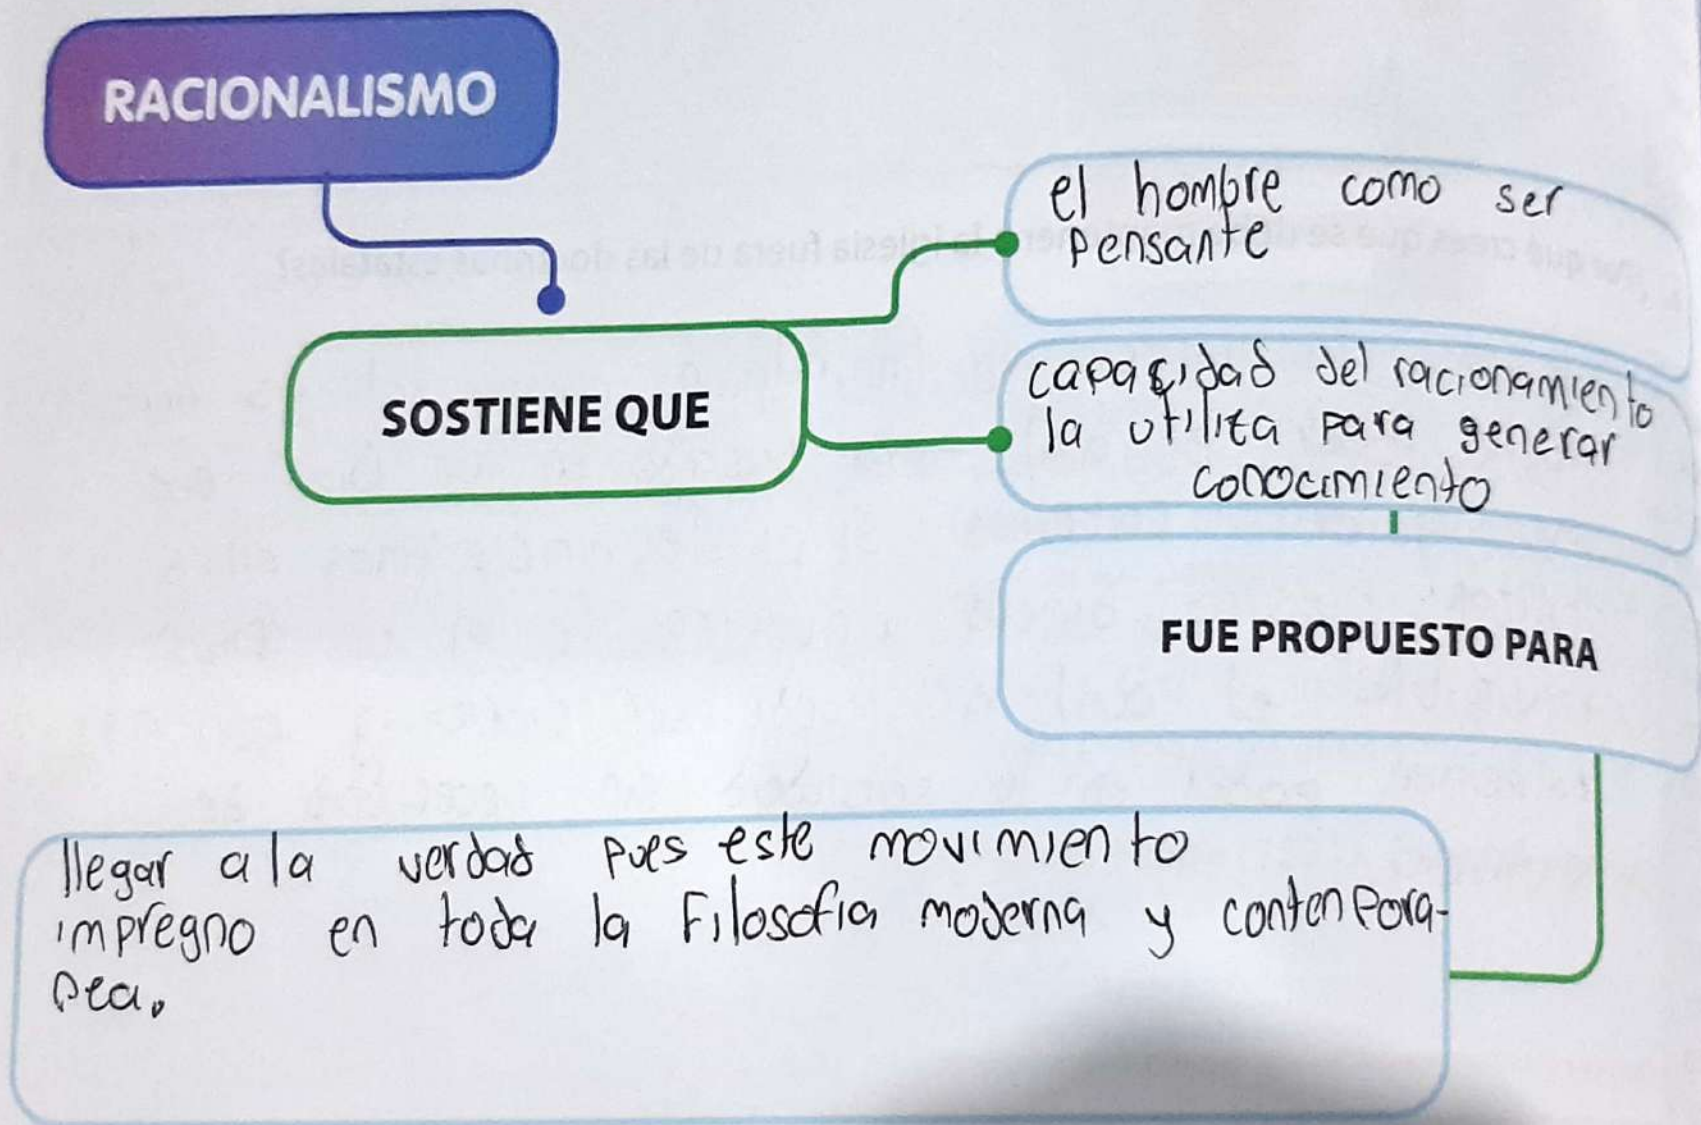 RACIONALISMO
el hombre como ser
pensante
SOSTIENE QUE
capacidad del racionamiento
la utiliza para generar
conocimiento
FUE PROPUESTO PARA
llegar a la verdad pues este movimiento
impregno en toda la Filosofia moderna y contenpora-
nea.